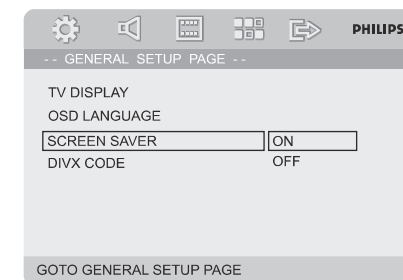 PHILIPS
-- GENERAL SETUP PAGE --
TV DISPLAY
OSD LANGUAGE
SCREEN SAVER ON
DIVX CODE OFF
GOTO GENERAL SETUP PAGE